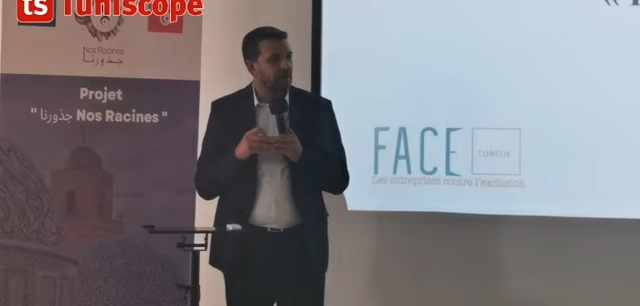 ts Tuniscope
Nos Racines
جذورنا
Projet
" جذورنا Nos Racines "
FACE
TUNISIE
Les entreprises contre l'exclusion